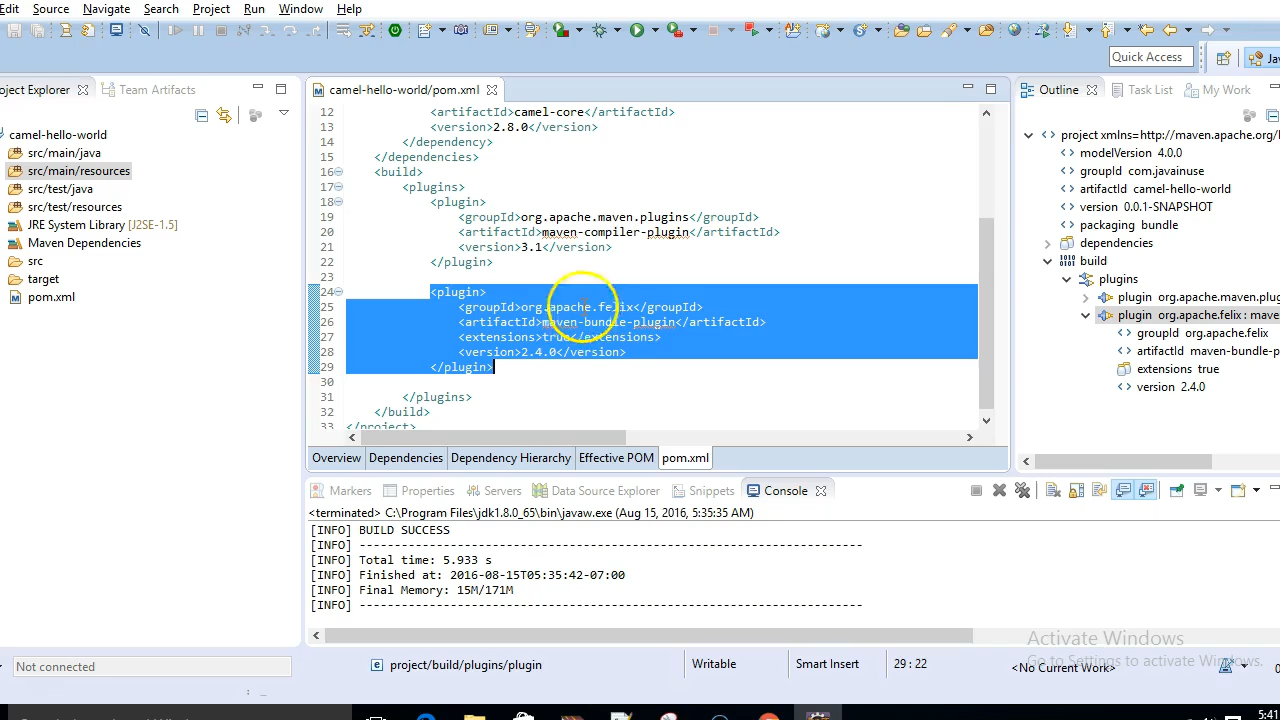 Edit Source Navigate Search Project Run Window Help
Quick Access
Project Explorer
Team Artifacts
camel-hello-world
src/main/java
src/main/resources
src/test/java
src/test/resources
JRE System Library [J2SE-1.5]
Maven Dependencies
src
target
pom.xml
camel-hello-world/pom.xml
12 <artifactId>camel-core</artifactId>
13 <version>2.8.0</version>
14 </dependency>
15 </dependencies>
16 <build>
17 <plugins>
18 <plugin>
19 <groupId>org.apache.maven.plugins</groupId>
20 <artifactId>maven-compiler-plugin</artifactId>
21 <version>3.1</version>
22 </plugin>
23
24 <plugin>
25 <groupId>org.apache.felix</groupId>
26 <artifactId>maven-bundle-plugin</artifactId>
27 <extensions>true</extensions>
28 <version>2.4.0</version>
29 </plugin>
30
31 </plugins>
32 </build>
33 </project>
Overview Dependencies Dependency Hierarchy Effective POM pom.xml
Outline Task List My Work
project xmlns=http://maven.apache.org/
modelVersion 4.0.0
groupId com.javainuse
artifactId camel-hello-world
version 0.0.1-SNAPSHOT
packaging bundle
dependencies
build
plugins
plugin org.apache.maven.plug
plugin org.apache.felix : mave
groupId org.apache.felix
artifactId maven-bundle-p
extensions true
version 2.4.0
Markers Properties Servers Data Source Explorer Snippets Console
<terminated> C:\Program Files\jdk1.8.0_65\bin\javaw.exe (Aug 15, 2016, 5:35:35 AM)
[INFO] BUILD SUCCESS
[INFO] ------------------------------------------------------------------------
[INFO] Total time: 5.933 s
[INFO] Finished at: 2016-08-15T05:35:42-07:00
[INFO] Final Memory: 15M/171M
[INFO] ------------------------------------------------------------------------
Activate Windows
Go to Settings to activate Windows.
Not connected
project/build/plugins/plugin
Writable
Smart Insert
29 : 22
<No Current Work>
5:41